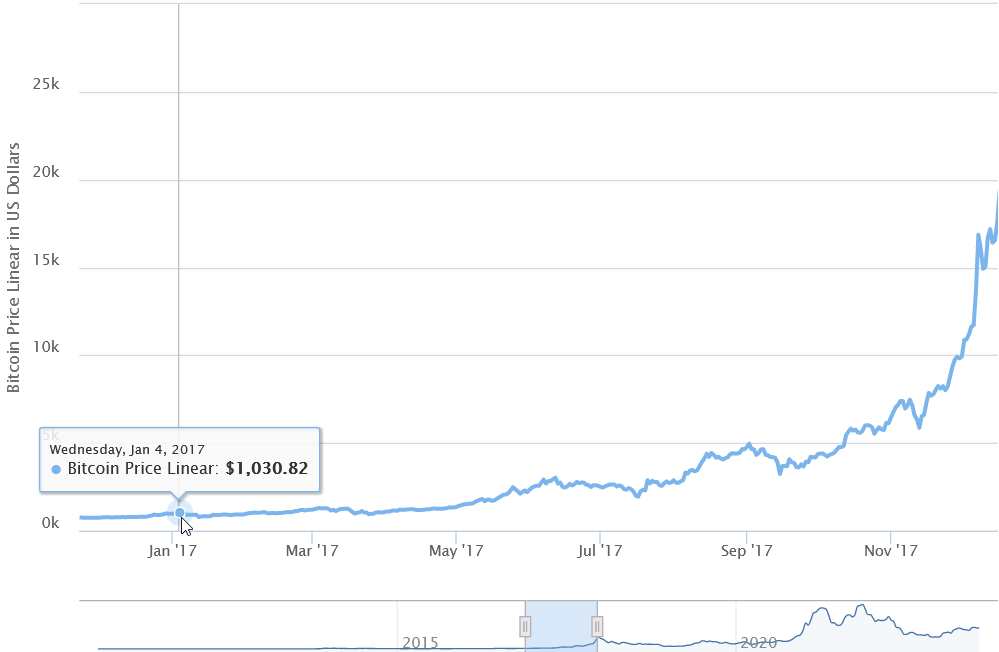 Bitcoin Price Linear in US Dollars
25k
20k
15k
10k
5k
0k
Wednesday, Jan 4, 2017
Bitcoin Price Linear: $1,030.82
Jan '17 Mar '17 May '17 Jul '17 Sep '17 Nov '17
2015 2020